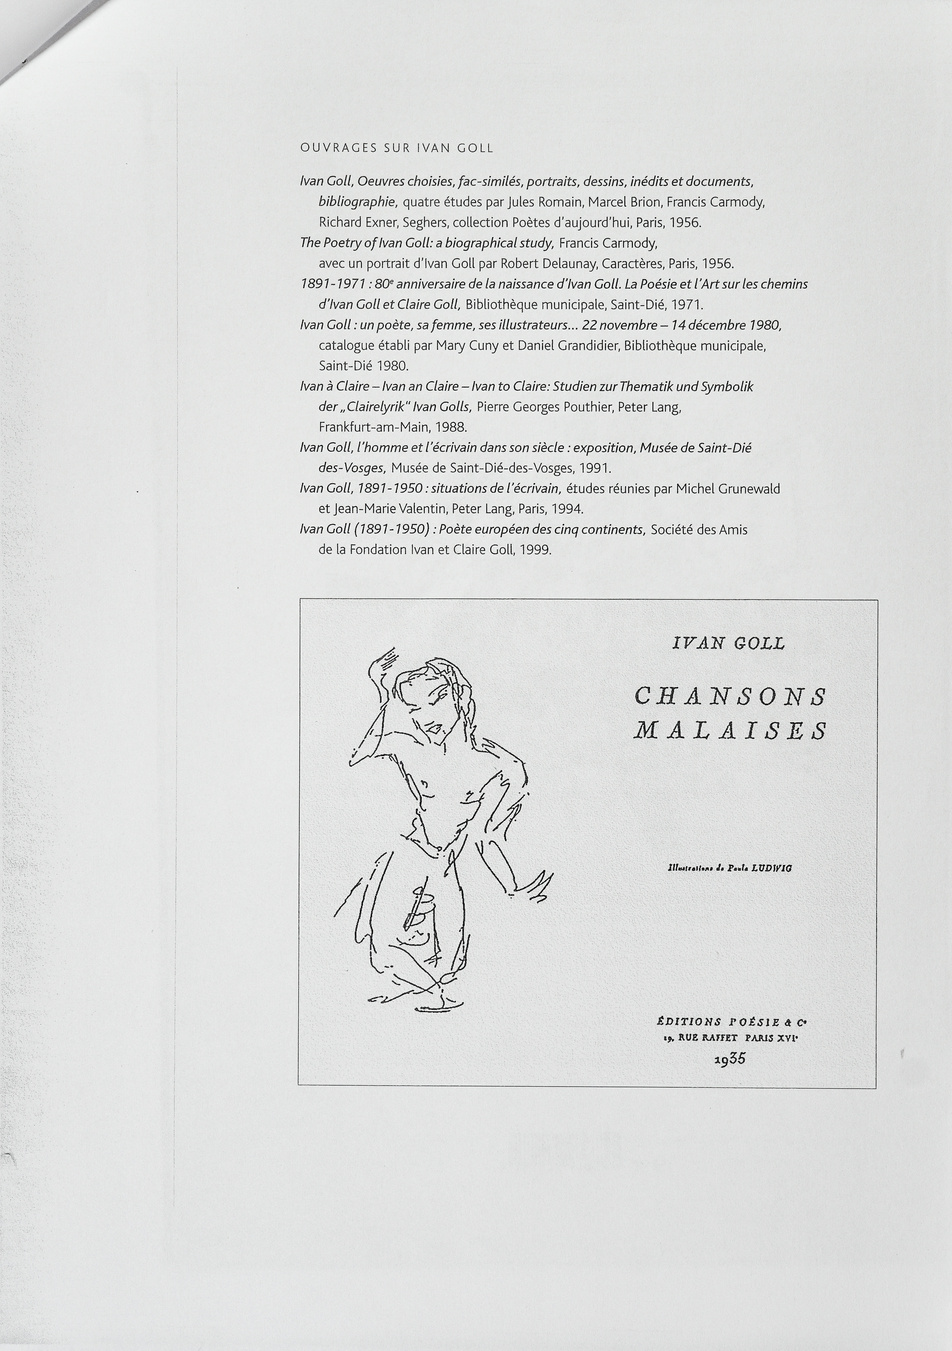 OUVRAGES SUR IVAN GOLL
Ivan Goll, Oeuvres choisies, fac-similés, portraits, dessins, inédits et documents,
bibliographie, quatre études par Jules Romain, Marcel Brion, Francis Carmody,
Richard Exner, Seghers, collection Poètes d'aujourd'hui, Paris, 1956.
The Poetry of Ivan Goll: a biographical study, Francis Carmody,
avec un portrait d'Ivan Goll par Robert Delaunay, Caractères, Paris, 1956.
1891-1971 : 80e anniversaire de la naissance d'Ivan Goll. La Poésie et l'Art sur les chemins
d'Ivan Goll et Claire Goll, Bibliothèque municipale, Saint-Dié, 1971.
Ivan Goll : un poète, sa femme, ses illustrateurs... 22 novembre – 14 décembre 1980,
catalogue établi par Mary Cuny et Daniel Grandidier, Bibliothèque municipale,
Saint-Dié 1980.
Ivan à Claire – Ivan an Claire – Ivan to Claire: Studien zur Thematik und Symbolik
der „Clairelyrik" Ivan Golls, Pierre Georges Pouthier, Peter Lang,
Frankfurt-am-Main, 1988.
Ivan Goll, l'homme et l'écrivain dans son siècle : exposition, Musée de Saint-Dié
des-Vosges, Musée de Saint-Dié-des-Vosges, 1991.
Ivan Goll, 1891-1950 : situations de l'écrivain, études réunies par Michel Grunewald
et Jean-Marie Valentin, Peter Lang, Paris, 1994.
Ivan Goll (1891-1950) : Poète européen des cinq continents, Société des Amis
de la Fondation Ivan et Claire Goll, 1999.
IVAN GOLL
CHANSONS
MALAISES
Illustrations de Paula LUDWIG
ÉDITIONS POÉSIE & Cº
19, RUE RAFFET PARIS XVIe
1935